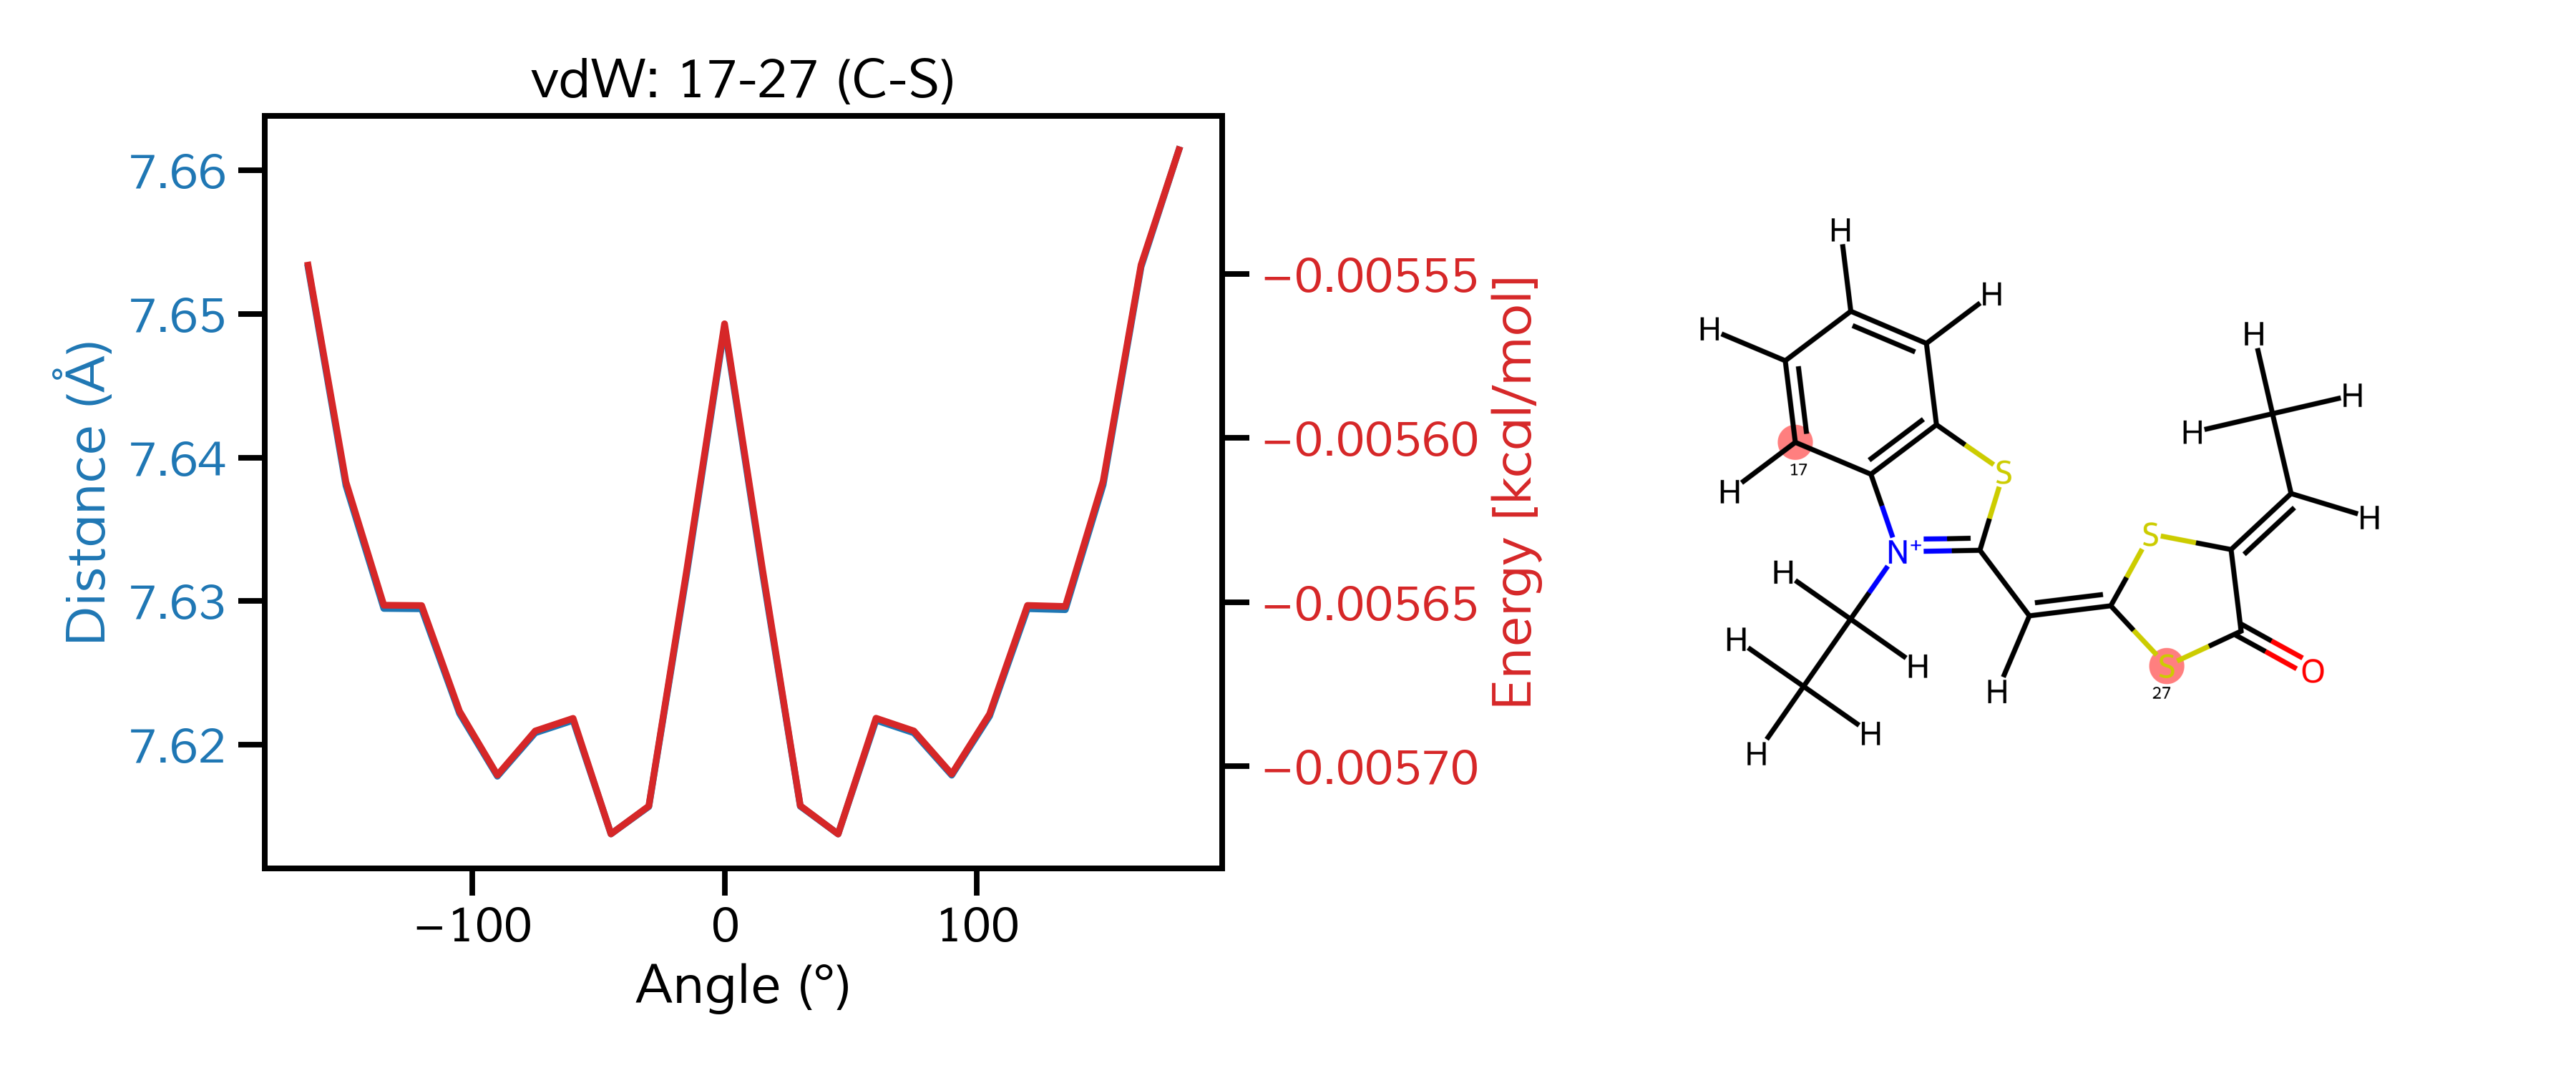 vdW: 17-27 (C-S)
Distance (Å)
7.66
7.65
7.64
7.63
7.62
−100
0
100
Angle (°)
−0.00555
−0.00560
−0.00565
−0.00570
Energy [kcal/mol]
H
H
H
H
17
S
N⁺
H
H
H
H
H
H
S
S
27
O
H
H
H
H